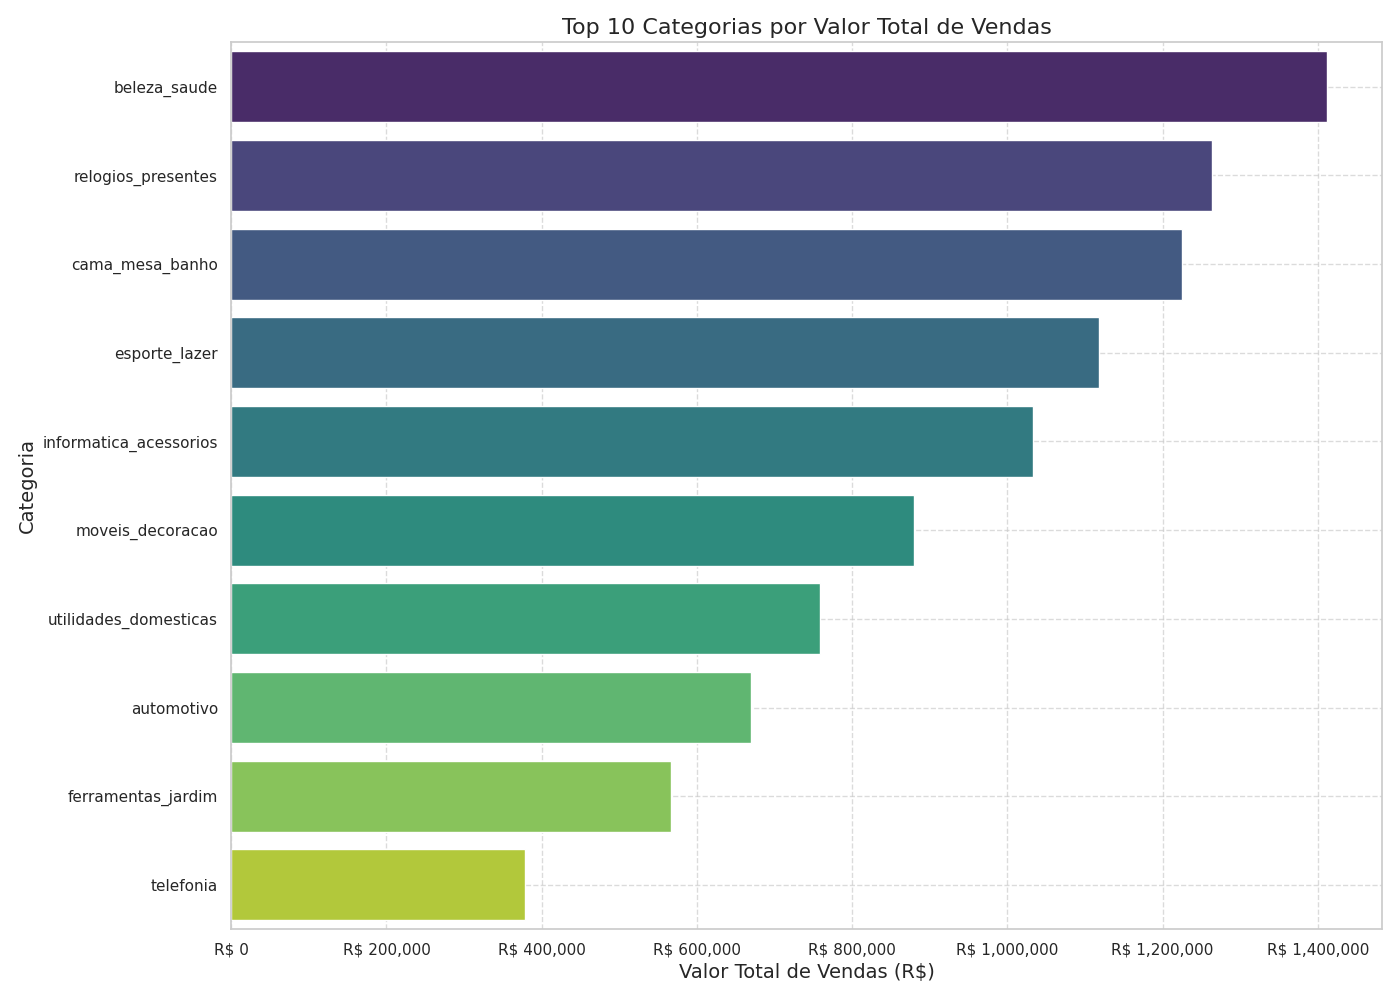 Top 10 Categorias por Valor Total de Vendas
beleza_saude
relogios_presentes
cama_mesa_banho
esporte_lazer
informatica_acessorios
moveis_decoracao
utilidades_domesticas
automotivo
ferramentas_jardim
telefonia
Categoria
R$ 0 R$ 200,000 R$ 400,000 R$ 600,000 R$ 800,000 R$ 1,000,000 R$ 1,200,000 R$ 1,400,000
Valor Total de Vendas (R$)